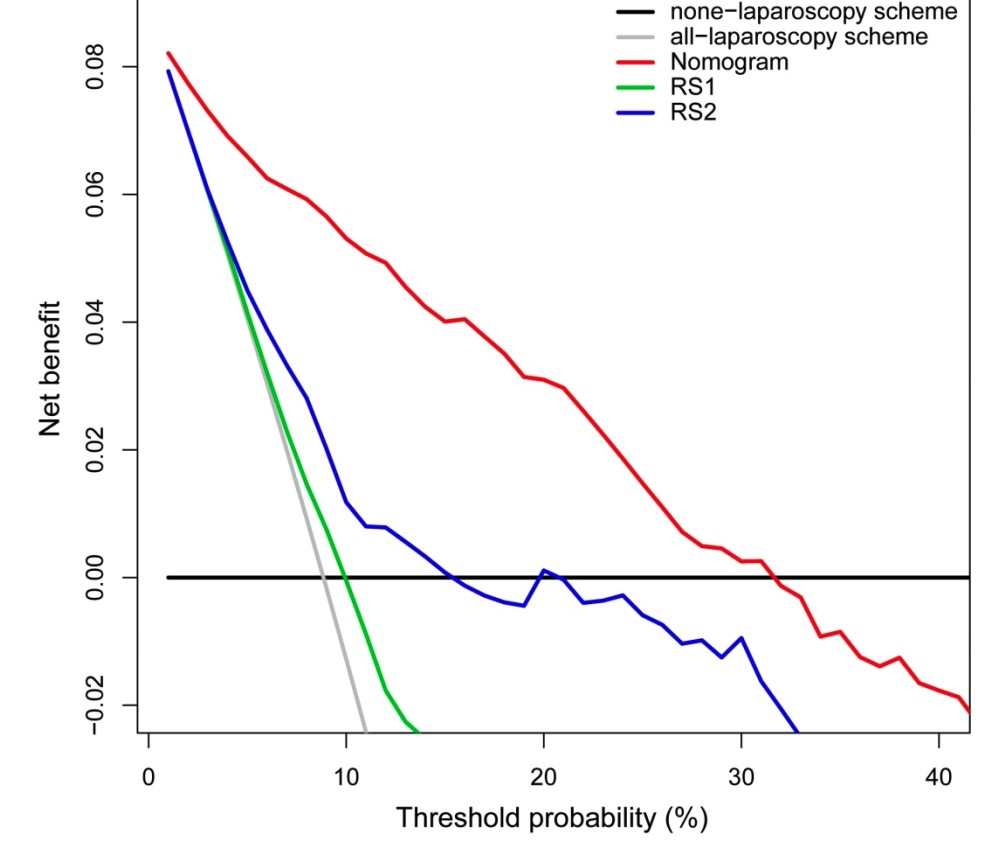 none−laparoscopy scheme
all−laparoscopy scheme
Nomogram
RS1
RS2
Net benefit
0.08
0.06
0.04
0.02
0.00
−0.02
0 10 20 30 40
Threshold probability (%)